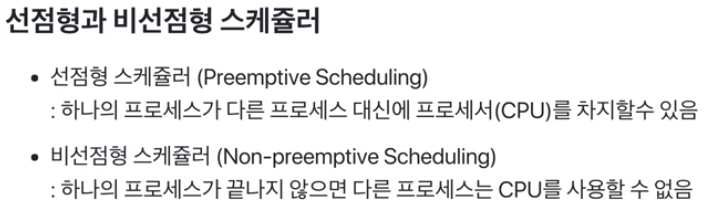 선점형과 비선점형 스케쥴러
• 선점형 스케쥴러 (Preemptive Scheduling)
: 하나의 프로세스가 다른 프로세스 대신에 프로세서(CPU)를 차지할수 있음
• 비선점형 스케쥴러 (Non-preemptive Scheduling)
: 하나의 프로세스가 끝나지 않으면 다른 프로세스는 CPU를 사용할 수 없음